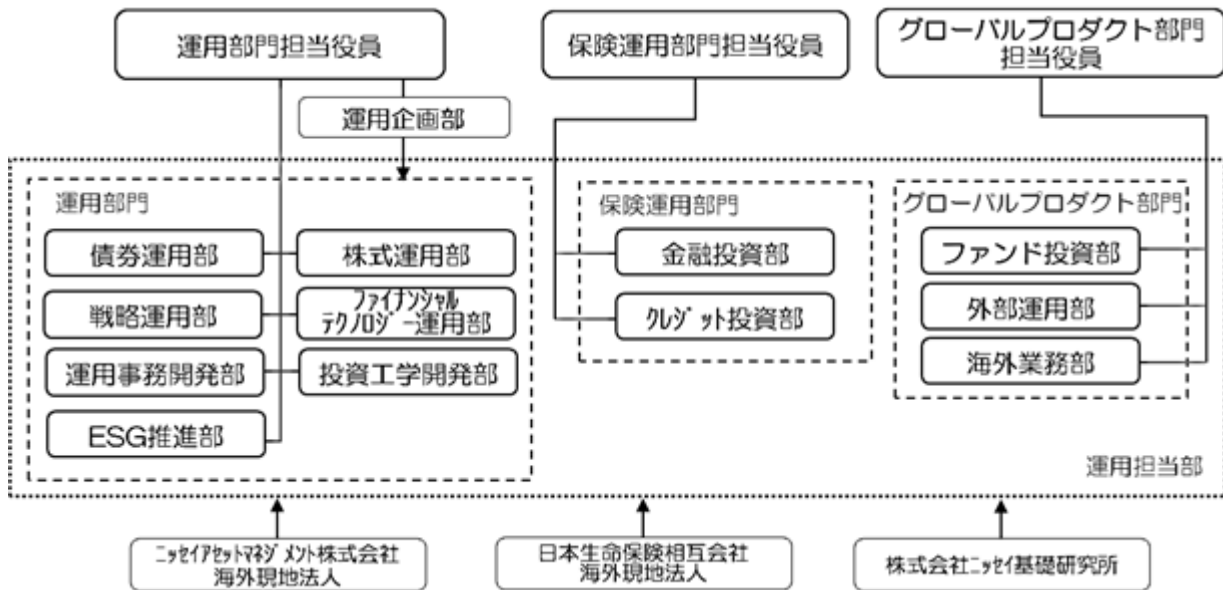 運用部門担当役員
保険運用部門担当役員
グローバルプロダクト部門
担当役員
運用企画部
運用部門
債券運用部
株式運用部
戦略運用部
ファイナンシャル
テクノロジー運用部
運用事務開発部
投資工学開発部
ESG推進部
保険運用部門
金融投資部
クレジット投資部
グローバルプロダクト部門
ファンド投資部
外部運用部
海外業務部
運用担当部
ニッセイアセットマネジメント株式会社
海外現地法人
日本生命保険相互会社
海外現地法人
株式会社ニッセイ基礎研究所